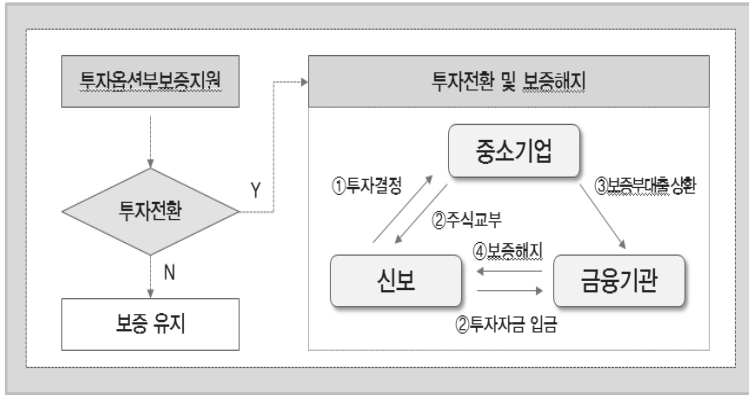 투자옵션부보증지원
투자전환
Y
N
보증 유지
투자전환 및 보증해지
중소기업
①투자결정
③보증부대출 상환
②주식교부
④보증해지
신보
금융기관
②투자자금 입금